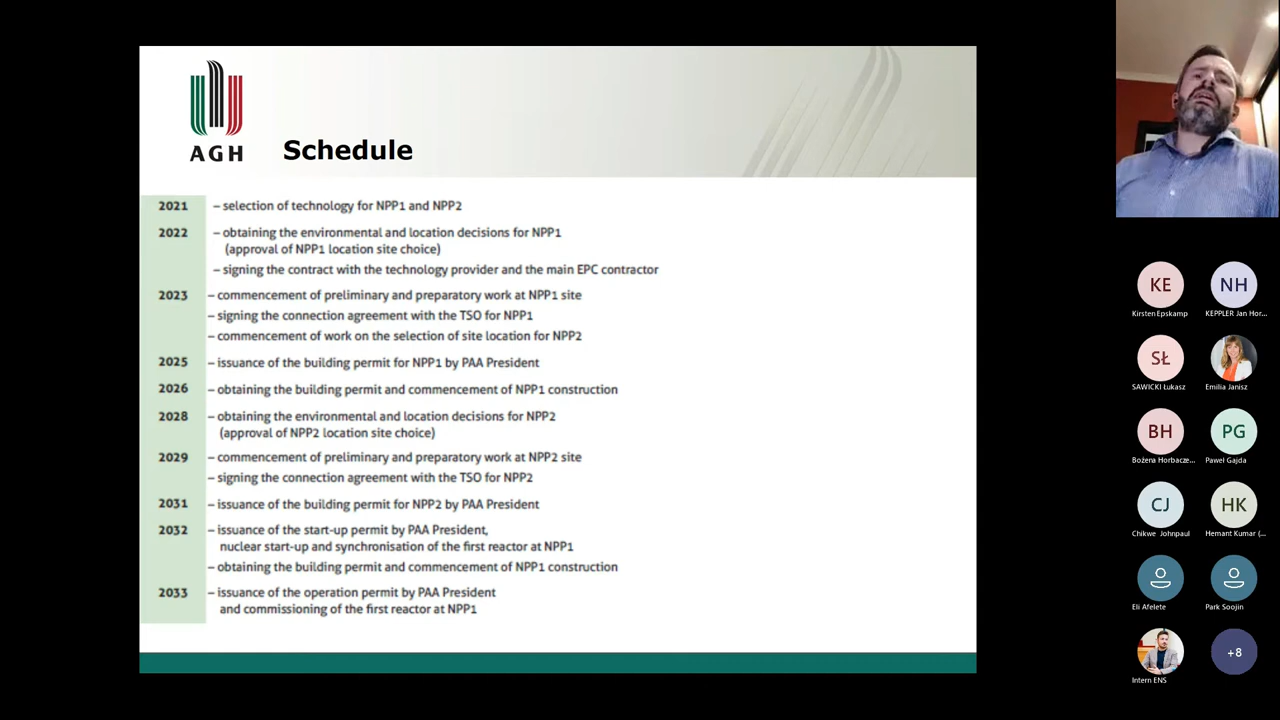 AGH
Schedule
2021 – selection of technology for NPP1 and NPP2
2022 – obtaining the environmental and location decisions for NPP1
(approval of NPP1 location site choice)
– signing the contract with the technology provider and the main EPC contractor
2023 – commencement of preliminary and preparatory work at NPP1 site
– signing the connection agreement with the TSO for NPP1
– commencement of work on the selection of site location for NPP2
2025 – issuance of the building permit for NPP1 by PAA President
2026 – obtaining the building permit and commencement of NPP1 construction
2028 – obtaining the environmental and location decisions for NPP2
(approval of NPP2 location site choice)
2029 – commencement of preliminary and preparatory work at NPP2 site
– signing the connection agreement with the TSO for NPP2
2031 – issuance of the building permit for NPP2 by PAA President
2032 – issuance of the start-up permit by PAA President,
nuclear start-up and synchronisation of the first reactor at NPP1
– obtaining the building permit and commencement of NPP1 construction
2033 – issuance of the operation permit by PAA President
and commissioning of the first reactor at NPP1
KE NH
Kirsten Epskamp KEPPLER Jan Hor...
SŁ
SAWICKI Łukasz Emilia Janisz
BH PG
Bożena Horbacze... Paweł Gajda
CJ HK
Chikwe Johnpaul Hemant Kumar (...
Eli Afelete Park Soojin
+8
Intern ENS